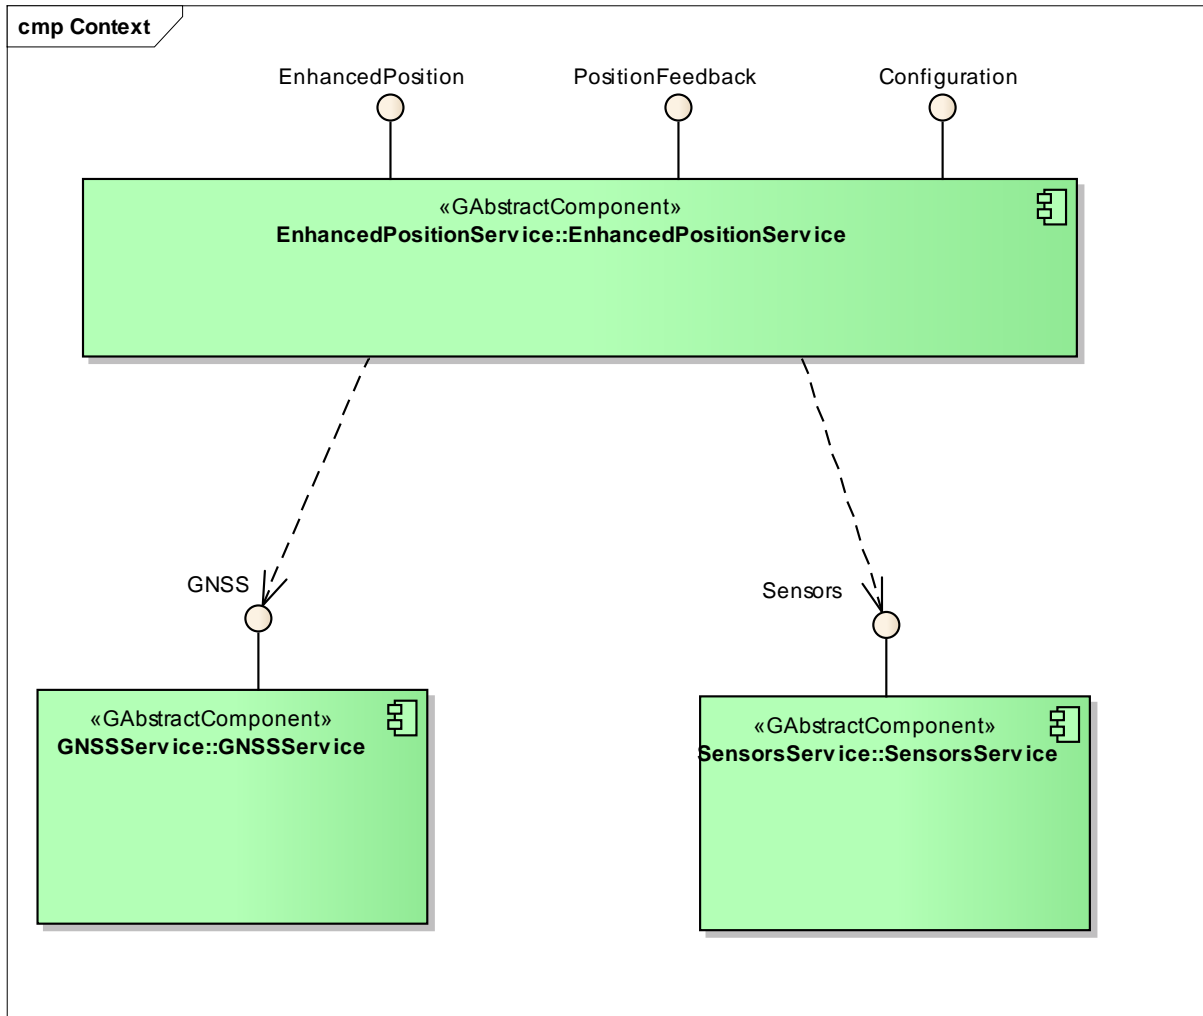 cmp Context
EnhancedPosition
PositionFeedback
Configuration
«GAbstractComponent»
EnhancedPositionService::EnhancedPositionService
GNSS
Sensors
«GAbstractComponent»
GNSSService::GNSSService
«GAbstractComponent»
SensorsService::SensorsService